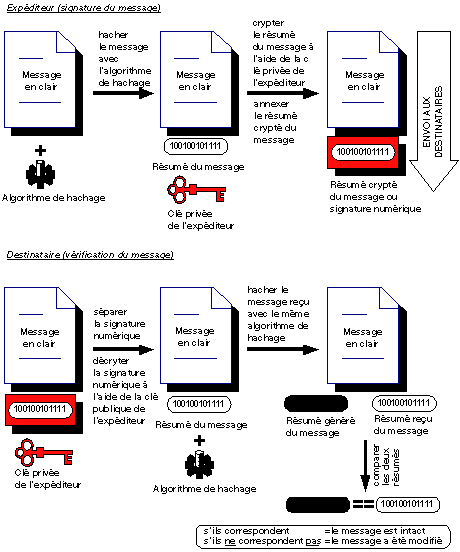 Expéditeur (signature du message)
Message
en clair
hacher
le message
avec
l'algorithme
de hachage
Message
en clair
crypter
le résumé
du message à
l'aide de la c
lé privée de
l'expéditeur
annexer
le résumé
crypté du
message
Message
en clair
ENVOI AUX
DESTINATAIRES
+
Algorithme de hachage
100100101111
Résumé du message
Clé privée
de l'expéditeur
100100101111
Résumé crypté
du message ou
signature numérique
Destinataire (vérification du message)
Message
en clair
séparer
la signature
numérique
décryter
la signature
numérique à
l'aide de la clé
publique de
l'expéditeur
Message
en clair
hacher le
message reçu
avec le même
algorithme de
hachage
Message
en clair
100100101111
Clé privée
de l'expéditeur
100100101111
Résumé du message
+
Algorithme de hachage
Résumé généré
du message
100100101111
Résumé reçu
du message
comparer
les deux
résumés
==
100100101111
s'ils correspondent =le message est intact
s'ils ne correspondent pas =le message a été modifié